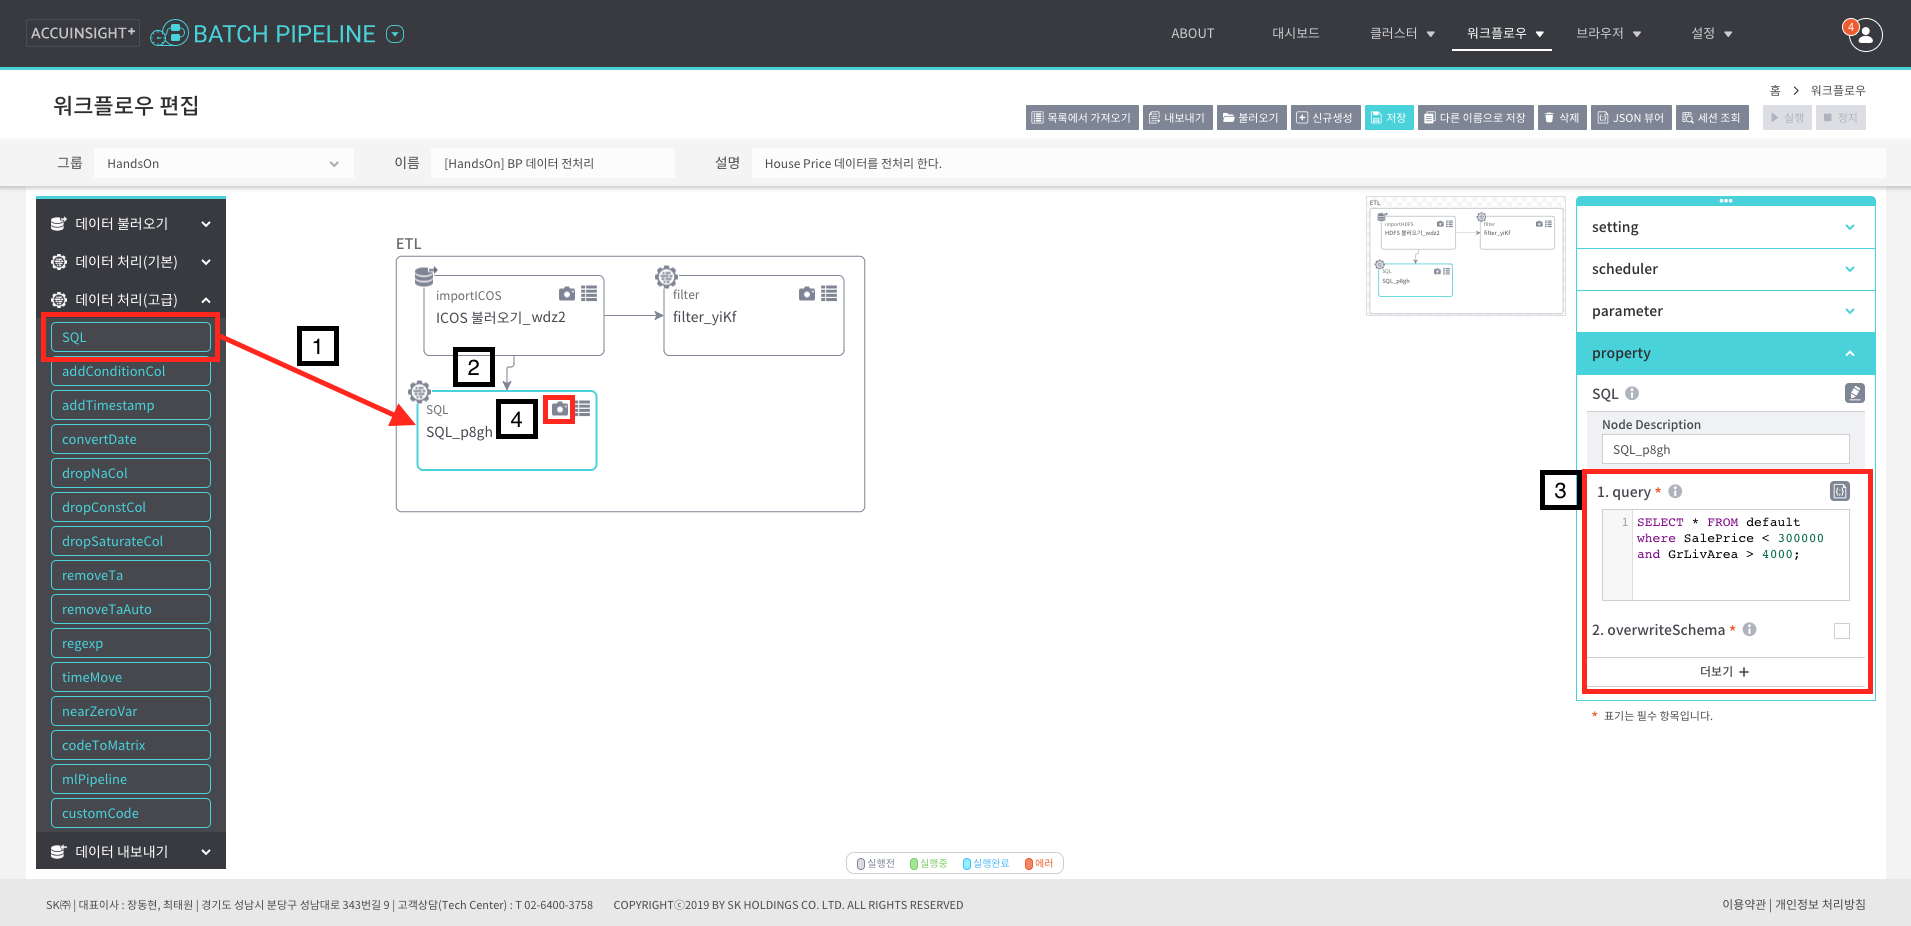 ACCUINSIGHT+ BATCH PIPELINE
ABOUT 대시보드 클러스터 워크플로우 브라우저 설정 4
홈 > 워크플로우
워크플로우 편집
목록에서 가져오기 내보내기 불러오기 신규생성 저장 다른 이름으로 저장 삭제 JSON 뷰어 세션 조회 실행 정지
그룹 HandsOn 이름 [HandsOn] BP 데이터 전처리 설명 House Price 데이터를 전처리 한다.
데이터 불러오기
데이터 처리(기본)
데이터 처리(고급)
SQL
addConditionCol
addTimestamp
convertDate
dropNaCol
dropConstCol
dropSaturateCol
removeTa
removeTaAuto
regexp
timeMove
nearZeroVar
codeToMatrix
mlPipeline
customCode
데이터 내보내기
1
ETL
importICOS
ICOS 불러오기_wdz2
filter
filter_yiKf
2
SQL
SQL_p8gh
4
ETL
importHDFS
HDFS 불러오기_wdz2
filter
filter_yiKf
SQL
SQL_p8gh
setting
scheduler
parameter
property
SQL
Node Description
SQL_p8gh
3
1. query *
1 SELECT * FROM default
where SalePrice < 300000
and GrLivArea > 4000;
2. overwriteSchema *
더보기 +
* 표기는 필수 항목입니다.
실행전 실행중 실행완료 에러
SK㈜ | 대표이사 : 장동현, 최태원 | 경기도 성남시 분당구 성남대로 343번길 9 | 고객상담(Tech Center) : T 02-6400-3758 COPYRIGHTⓒ2019 BY SK HOLDINGS CO. LTD. ALL RIGHTS RESERVED
이용약관 | 개인정보 처리방침